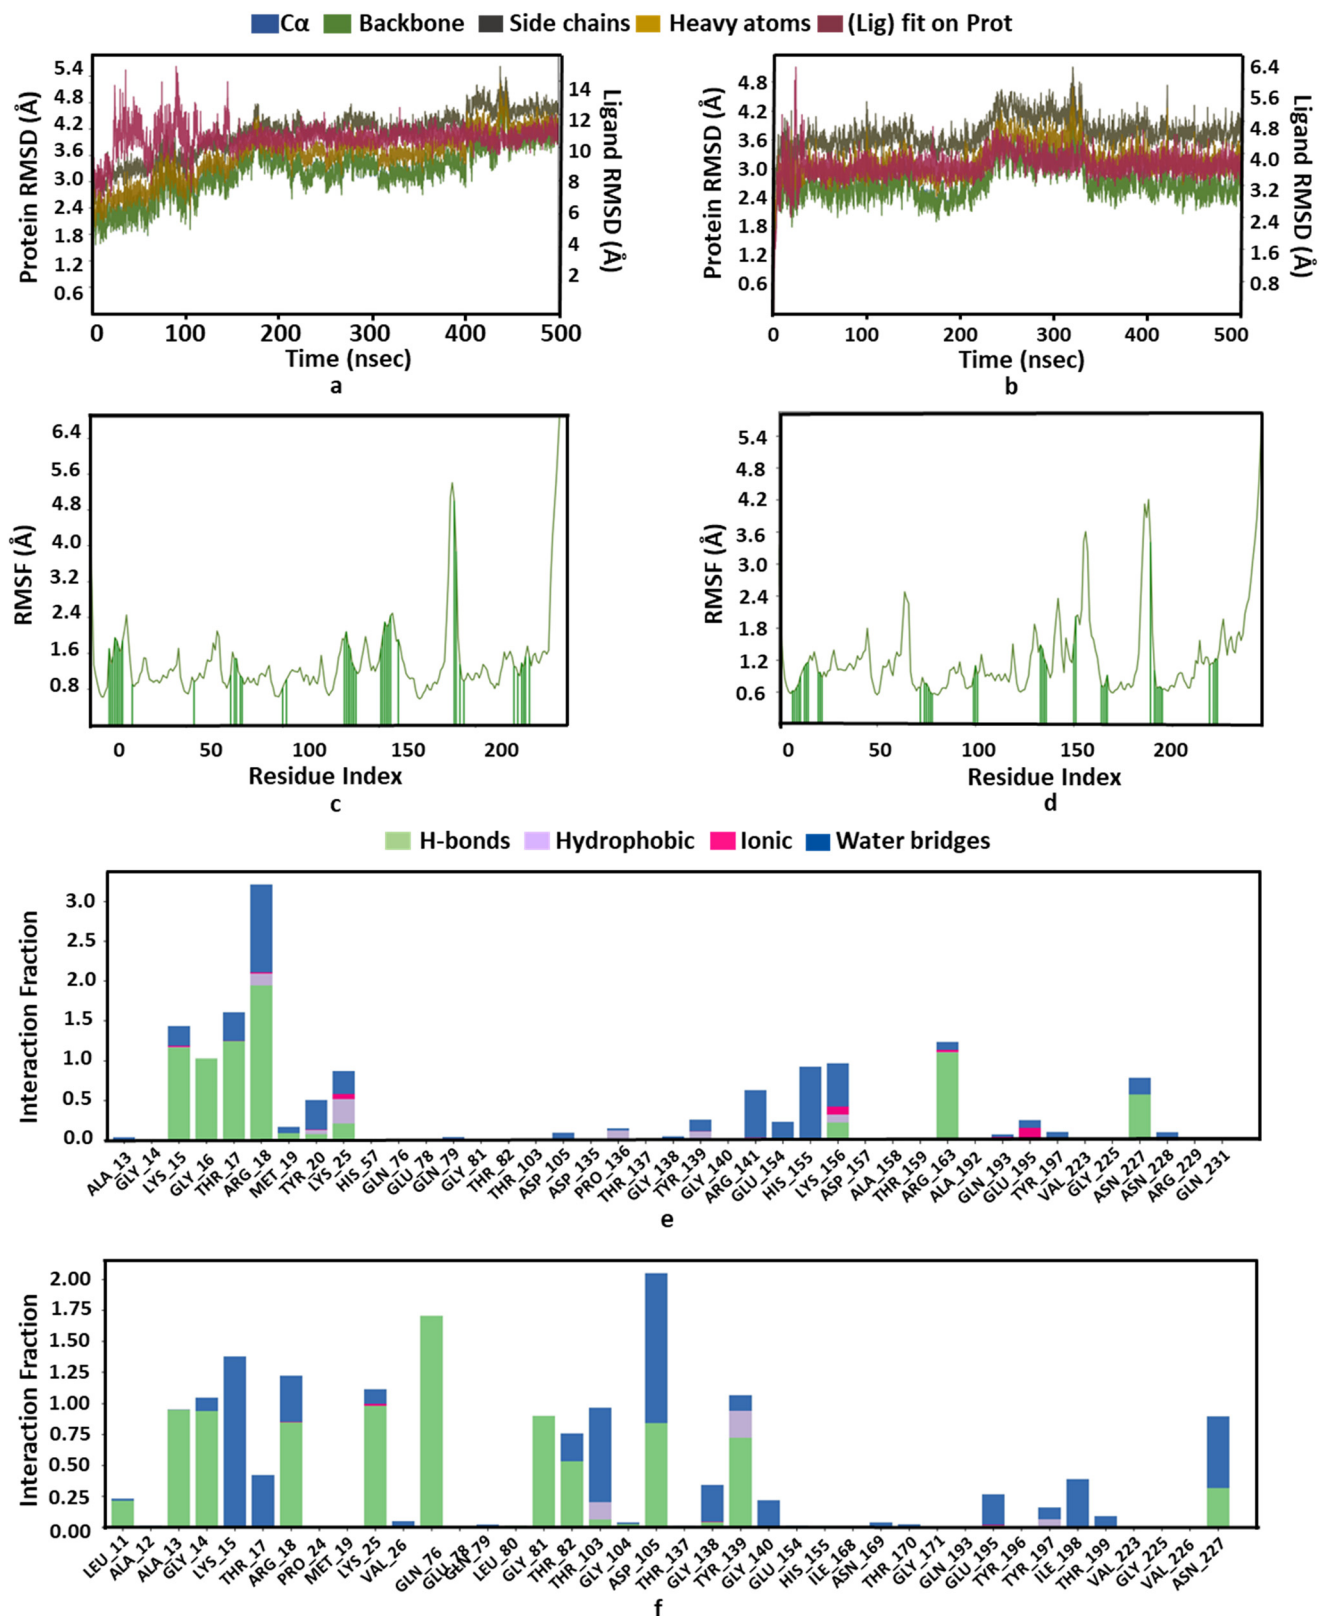 Cα Backbone Side chains Heavy atoms (Lig) fit on Prot
Protein RMSD (Å)
5.4
4.8
4.2
3.6
3.0
2.4
1.8
1.2
0.6
14
12
10
8
6
4
2
Ligand RMSD (Å)
0 100 200 300 400 500
Time (nsec)
a
Protein RMSD (Å)
4.8
4.2
3.6
3.0
2.4
1.8
1.2
0.6
6.4
5.6
4.8
4.0
3.2
2.4
1.6
0.8
Ligand RMSD (Å)
0 100 200 300 400 500
Time (nsec)
b
RMSF (Å)
6.4
5.6
4.8
4.0
3.2
2.4
1.6
0.8
0 50 100 150 200
Residue Index
c
RMSF (Å)
5.4
4.8
4.2
3.6
3.0
2.4
1.8
1.2
0.6
0 50 100 150 200
Residue Index
d
H-bonds Hydrophobic Ionic Water bridges
Interaction Fraction
3.0
2.5
2.0
1.5
1.0
0.5
0.0
ALA_13 GLY_14 LYS_15 GLY_16 THR_17 ARG_18 MET_19 TYR_20 LYS_25 HIS_57 GLN_76 GLU_78 GLN_79 GLY_81 THR_82 THR_103 ASP_105 ASP_135 PRO_136 THR_137 GLY_138 TYR_139 GLY_140 ARG_141 GLU_154 HIS_155 LYS_156 ASP_157 ALA_158 THR_159 ARG_163 ALA_192 GLN_193 GLU_195 TYR_197 VAL_223 GLY_225 ASN_227 ASN_228 ARG_229 GLN_231
e
Interaction Fraction
2.00
1.75
1.50
1.25
1.00
0.75
0.50
0.25
0.00
LEU_11 ALA_12 ALA_13 GLY_14 LYS_15 THR_17 ARG_18 PRO_24 MET_19 LYS_25 VAL_26 GLN_76 GLU_78 GLN_79 LEU_80 GLY_81 THR_82 THR_103 GLY_104 ASP_105 THR_137 GLY_138 TYR_139 GLY_140 GLU_154 HIS_155 ILE_168 ASN_169 THR_170 GLY_171 GLN_193 GLU_195 TYR_196 TYR_197 ILE_198 THR_199 VAL_223 GLY_225 VAL_226 ASN_227
f